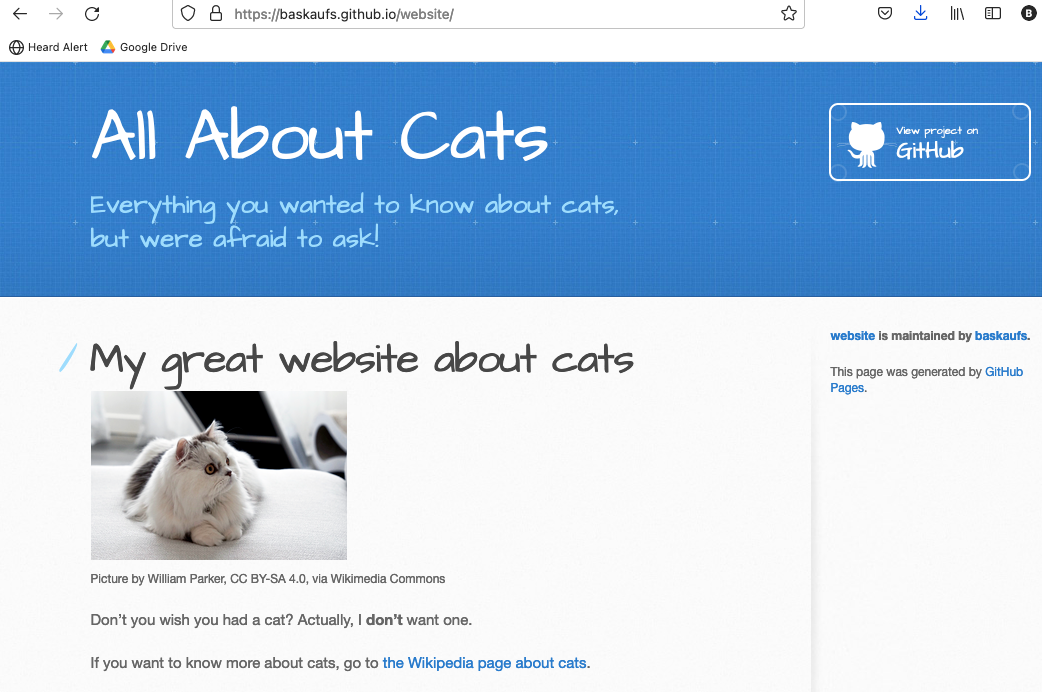 https://baskaufs.github.io/website/
B
Heard Alert
Google Drive
All About Cats
Everything you wanted to know about cats,
but were afraid to ask!
View project on
GitHub
My great website about cats
Picture by William Parker, CC BY-SA 4.0, via Wikimedia Commons
Don’t you wish you had a cat? Actually, I don’t want one.
If you want to know more about cats, go to the Wikipedia page about cats.
website is maintained by baskaufs.
This page was generated by GitHub
Pages.